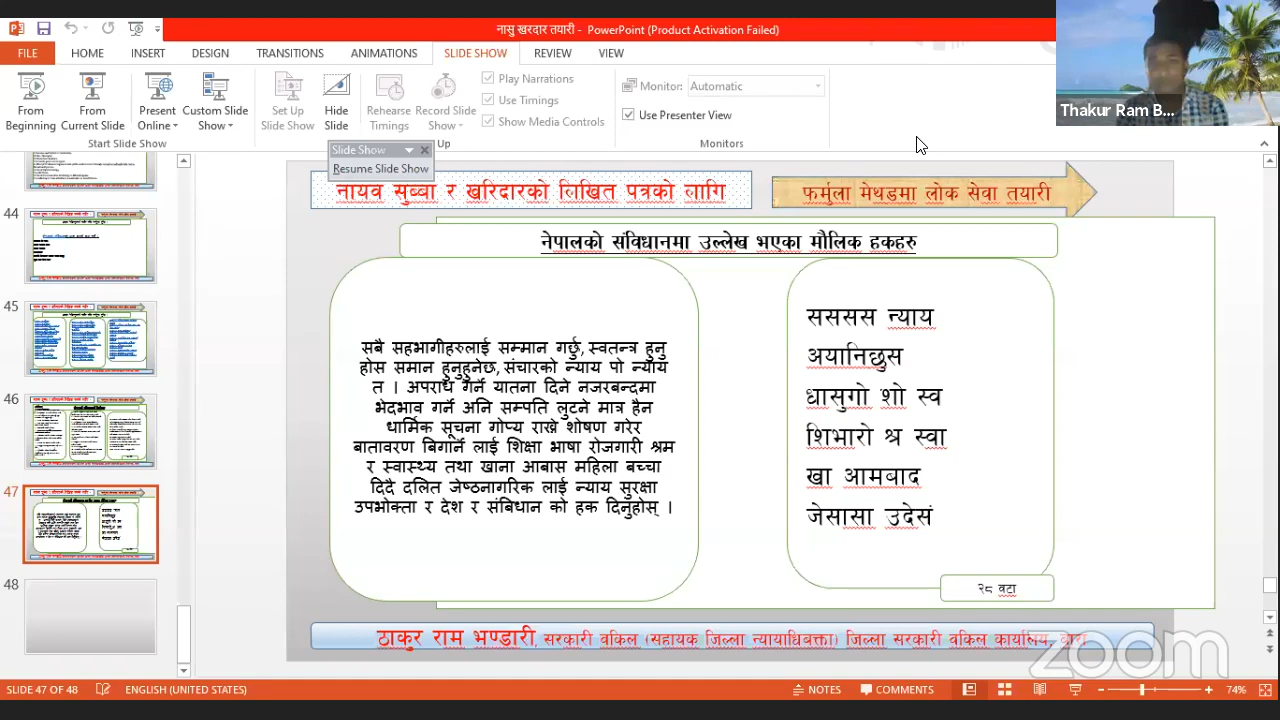 नासु खरदार तयारी - PowerPoint (Product Activation Failed)
FILE HOME INSERT DESIGN TRANSITIONS ANIMATIONS SLIDE SHOW REVIEW VIEW
From Beginning
From Current Slide
Present Online
Custom Slide Show
Set Up Slide Show
Hide Slide
Rehearse Timings
Record Slide Show
Play Narrations
Use Timings
Show Media Controls
Monitor: Automatic
Use Presenter View
Start Slide Show
Up
Monitors
Slide Show
Resume Slide Show
Thakur Ram B...
44
45
46
47
48
नायव सुब्बा र खरिदारको लिखित पत्रको लागि
फर्मुला मेथडमा लोक सेवा तयारी
नेपालको संविधानमा उल्लेख भएका मौलिक हकहरु
सबै सहभागीहरुलाई सम्मान गर्छु, स्वतन्त्र हुनु
होस समान हुनुहुनेछ, संचारको न्याय पो न्याय
त । अपराध गर्ने यातना दिने नजरबन्दमा
भेदभाव गर्ने अनि सम्पति लुटने मात्र हैन
धार्मिक सूचना गोप्य राखे शोषण गरेर
बातावरण बिगार्ने लाई शिक्षा भाषा रोजगारी श्रम
र स्वास्थ्य तथा खाना आबास महिला बच्चा
दिदै दलित जेष्ठनागरिक लाई न्याय सुरक्षा
उपभोक्ता र देश र संबिधान को हक दिनुहोस् ।
सससस न्याय
अयानिछुस
धासुगो शो स्व
शिभारो श्र स्वा
खा आमबाद
जेसासा उदेसं
२८ वटा
ठाकुर राम भण्डारी, सरकारी वकिल (सहायक जिल्ला न्यायाधिबक्ता) जिल्ला सरकारी वकिल कार्यालय, बारा
zoom
SLIDE 47 OF 48 ENGLISH (UNITED STATES) NOTES COMMENTS 74%